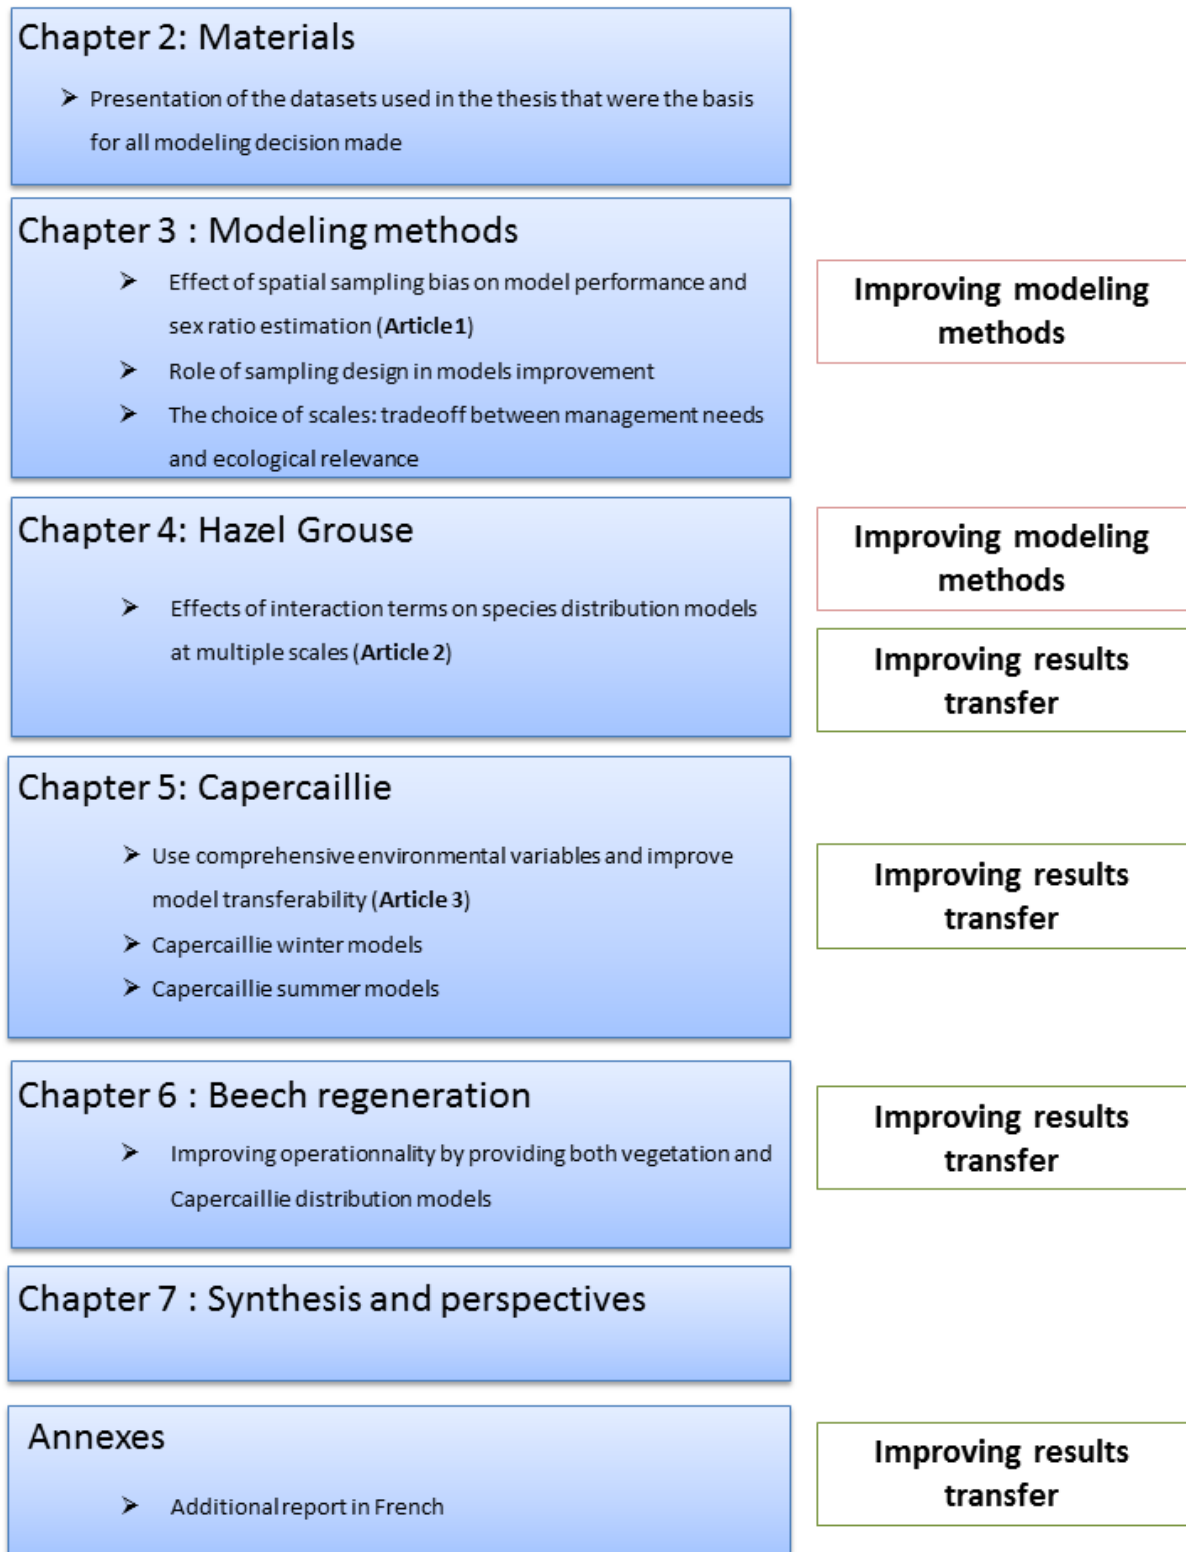 Chapter 2: Materials
➢ Presentation of the datasets used in the thesis that were the basis
for all modeling decision made
Chapter 3 : Modeling methods
➢ Effect of spatial sampling bias on model performance and
sex ratio estimation (Article 1)
➢ Role of sampling design in models improvement
➢ The choice of scales: tradeoff between management needs
and ecological relevance
Improving modeling
methods
Chapter 4: Hazel Grouse
➢ Effects of interaction terms on species distribution models
at multiple scales (Article 2)
Improving modeling
methods
Improving results
transfer
Chapter 5: Capercaillie
➢ Use comprehensive environmental variables and improve
model transferability (Article 3)
➢ Capercaillie winter models
➢ Capercaillie summer models
Improving results
transfer
Chapter 6 : Beech regeneration
➢ Improving operationnality by providing both vegetation and
Capercaillie distribution models
Improving results
transfer
Chapter 7 : Synthesis and perspectives
Annexes
➢ Additional report in French
Improving results
transfer